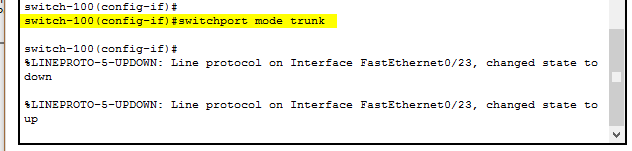 switch-100(config-if)#
switch-100(config-if)#switchport mode trunk
switch-100(config-if)#
%LINEPROTO-5-UPDOWN: Line protocol on Interface FastEthernet0/23, changed state to
down
%LINEPROTO-5-UPDOWN: Line protocol on Interface FastEthernet0/23, changed state to
up